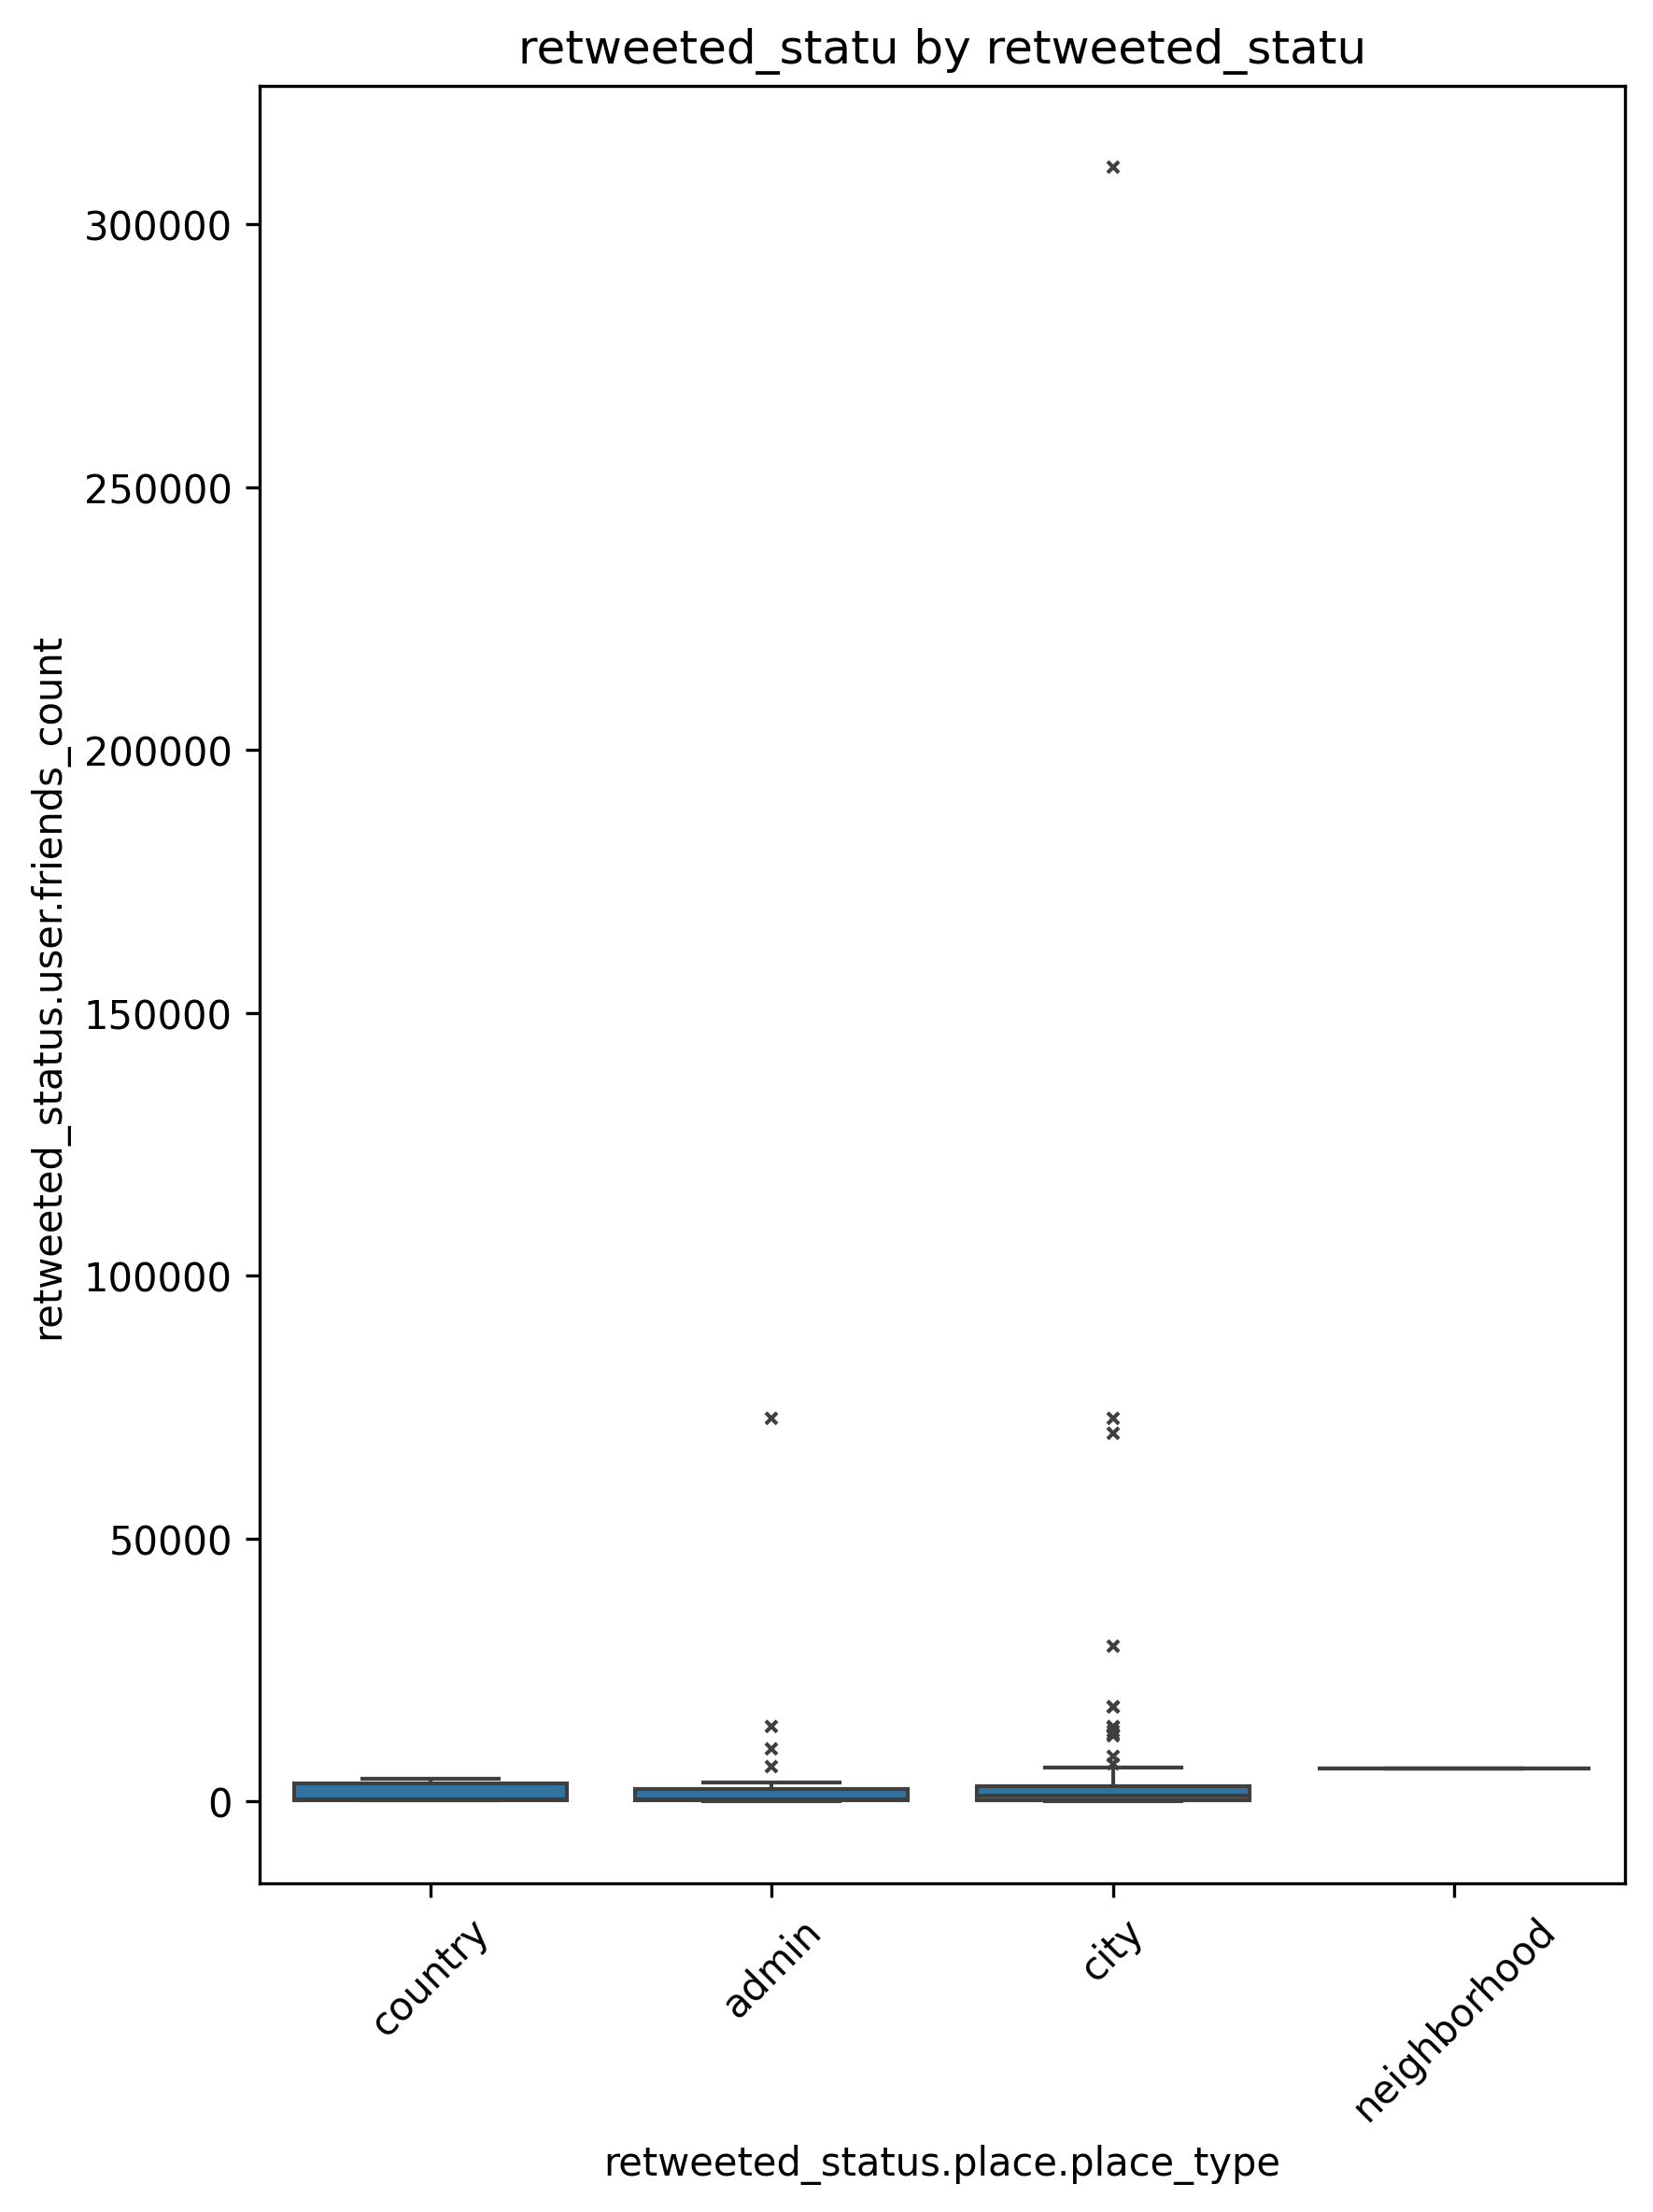 retweeted_statu by retweeted_statu
retweeted_status.user.friends_count
300000
250000
200000
150000
100000
50000
0
country
admin
city
neighborhood
retweeted_status.place.place_type